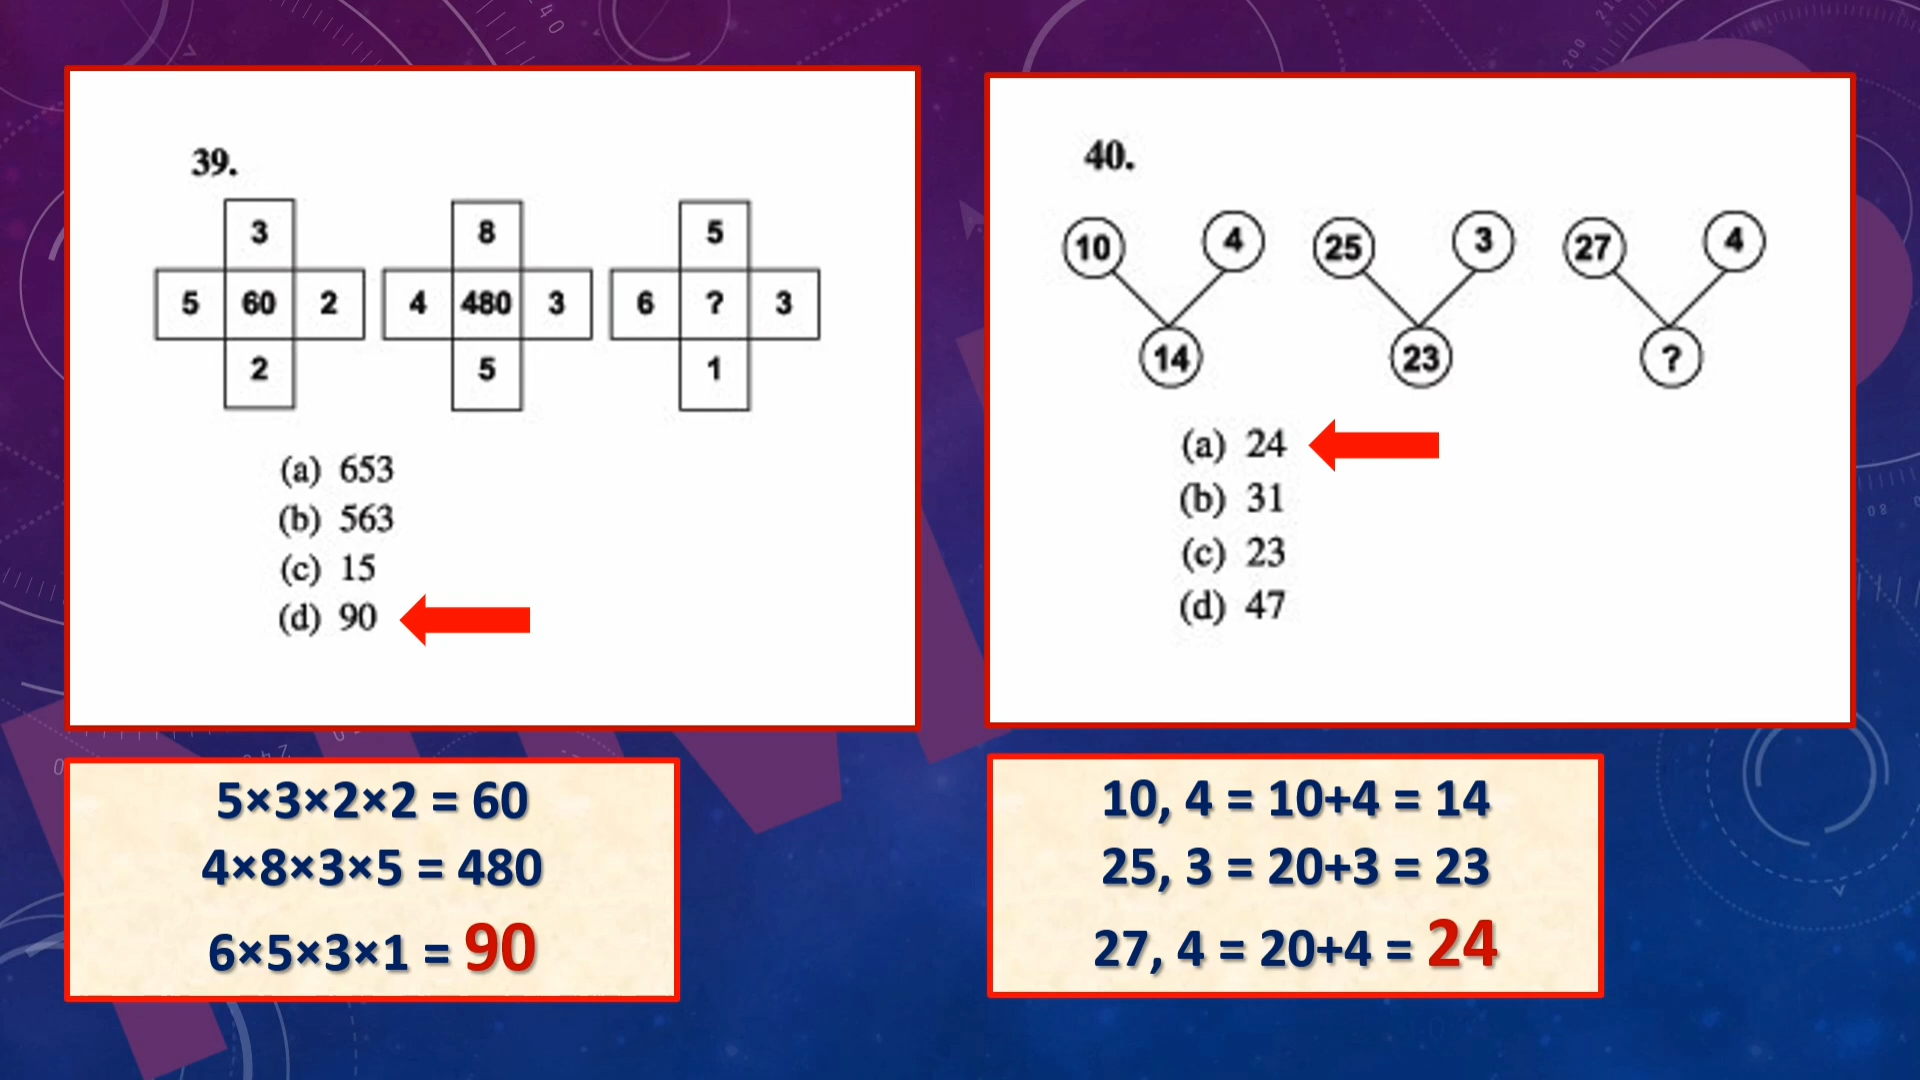 39.
3
5 60 2
2
8
4 480 3
5
5
6 ? 3
1
(a) 653
(b) 563
(c) 15
(d) 90
5×3×2×2 = 60
4×8×3×5 = 480
6×5×3×1 = 90
40.
10 4
14
25 3
23
27 4
?
(a) 24
(b) 31
(c) 23
(d) 47
10, 4 = 10+4 = 14
25, 3 = 20+3 = 23
27, 4 = 20+4 = 24